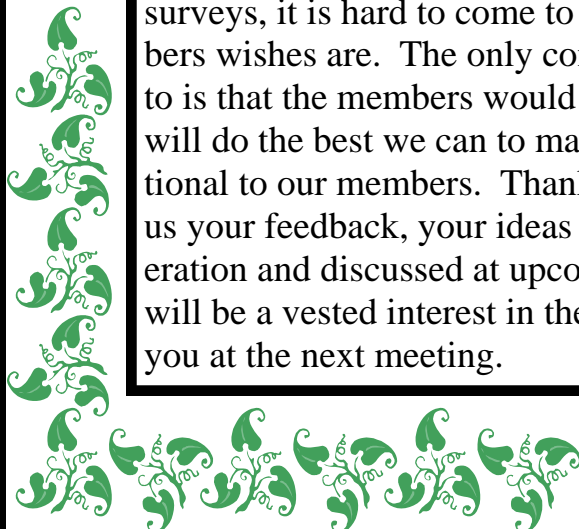 surveys, it is hard to come to
bers wishes are.  The only co
to is that the members would
will do the best we can to ma
tional to our members.  Than
us your feedback, your ideas
eration and discussed at upco
will be a vested interest in the
you at the next meeting.